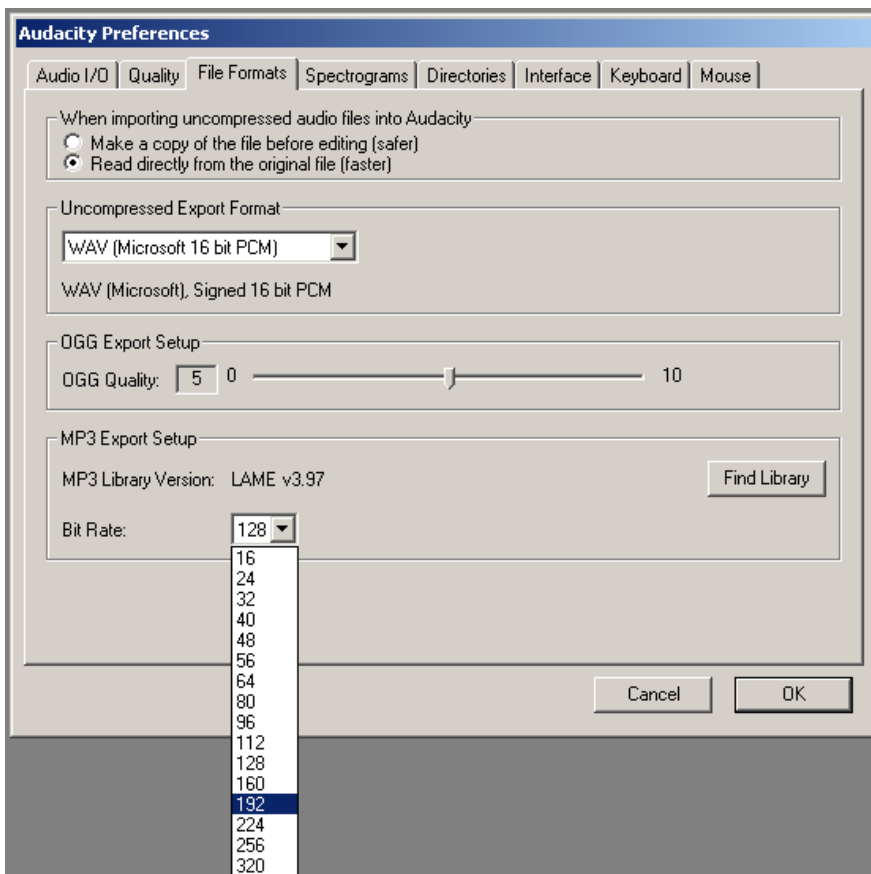 Audacity Preferences
Audio I/O Quality File Formats Spectrograms Directories Interface Keyboard Mouse
When importing uncompressed audio files into Audacity
Make a copy of the file before editing (safer)
Read directly from the original file (faster)
Uncompressed Export Format
WAV (Microsoft 16 bit PCM)
WAV (Microsoft), Signed 16 bit PCM
OGG Export Setup
OGG Quality: 5 0 10
MP3 Export Setup
MP3 Library Version: LAME v3.97 Find Library
Bit Rate: 128
16
24
32
40
48
56
64
80
96
112
128
160
192
224
256
320
Cancel OK